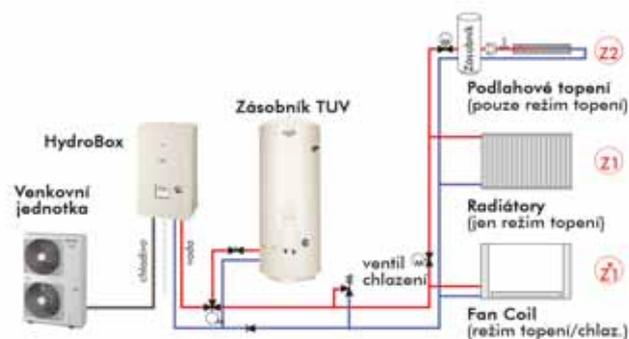 Zásobník
Z2
Podlahové topení
(pouze režim topení)
Zásobník TUV
HydroBox
Z1
Venkovní
jednotka
chladivo
voda
Radiátory
(jen režim topení)
ventil
chlazení
Z1
Fan Coil
(režim topení/chlaz.)